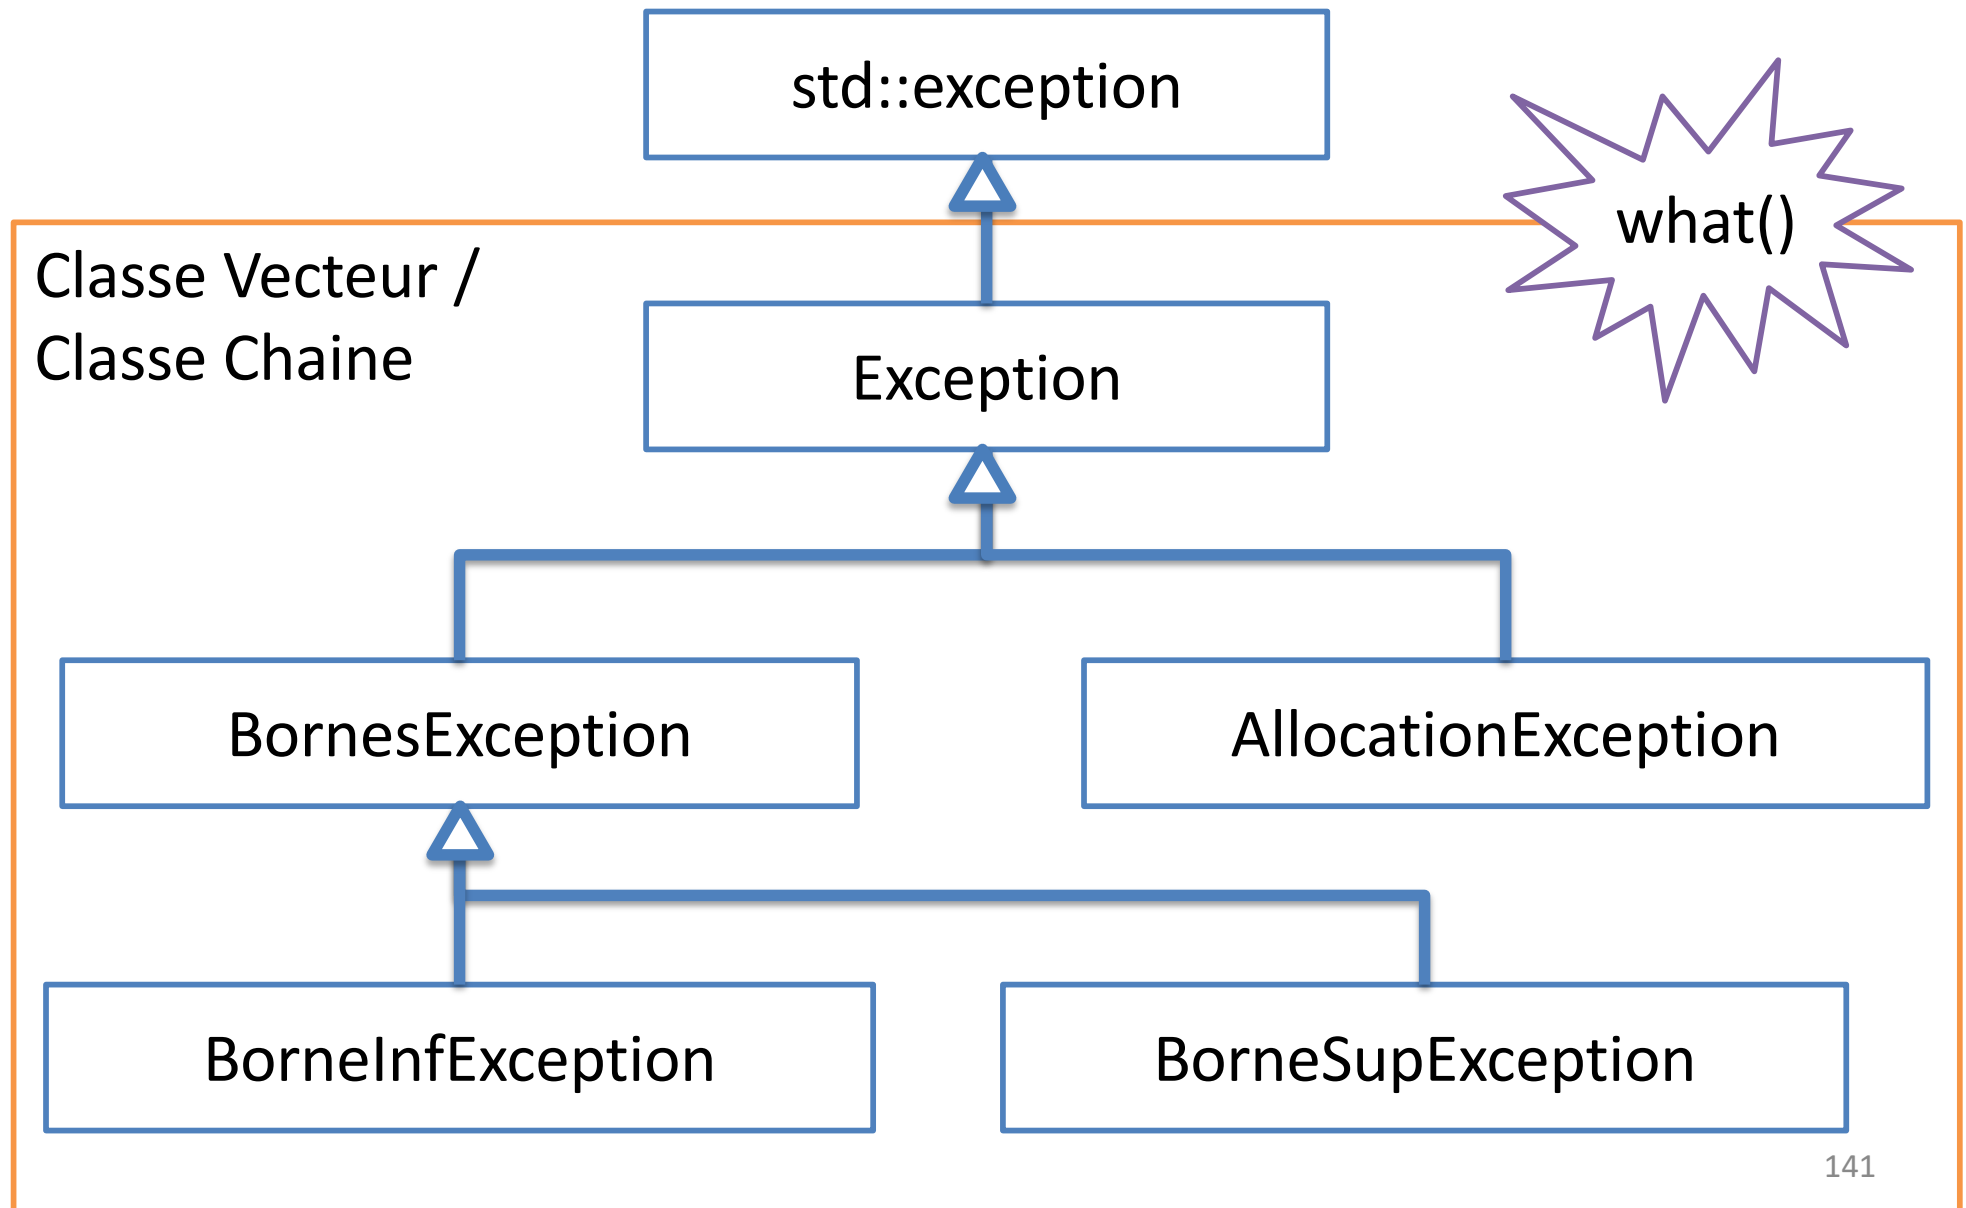 std::exception
what()
Classe Vecteur /
Classe Chaine
Exception
BornesException
AllocationException
BorneInfException
BorneSupException
141